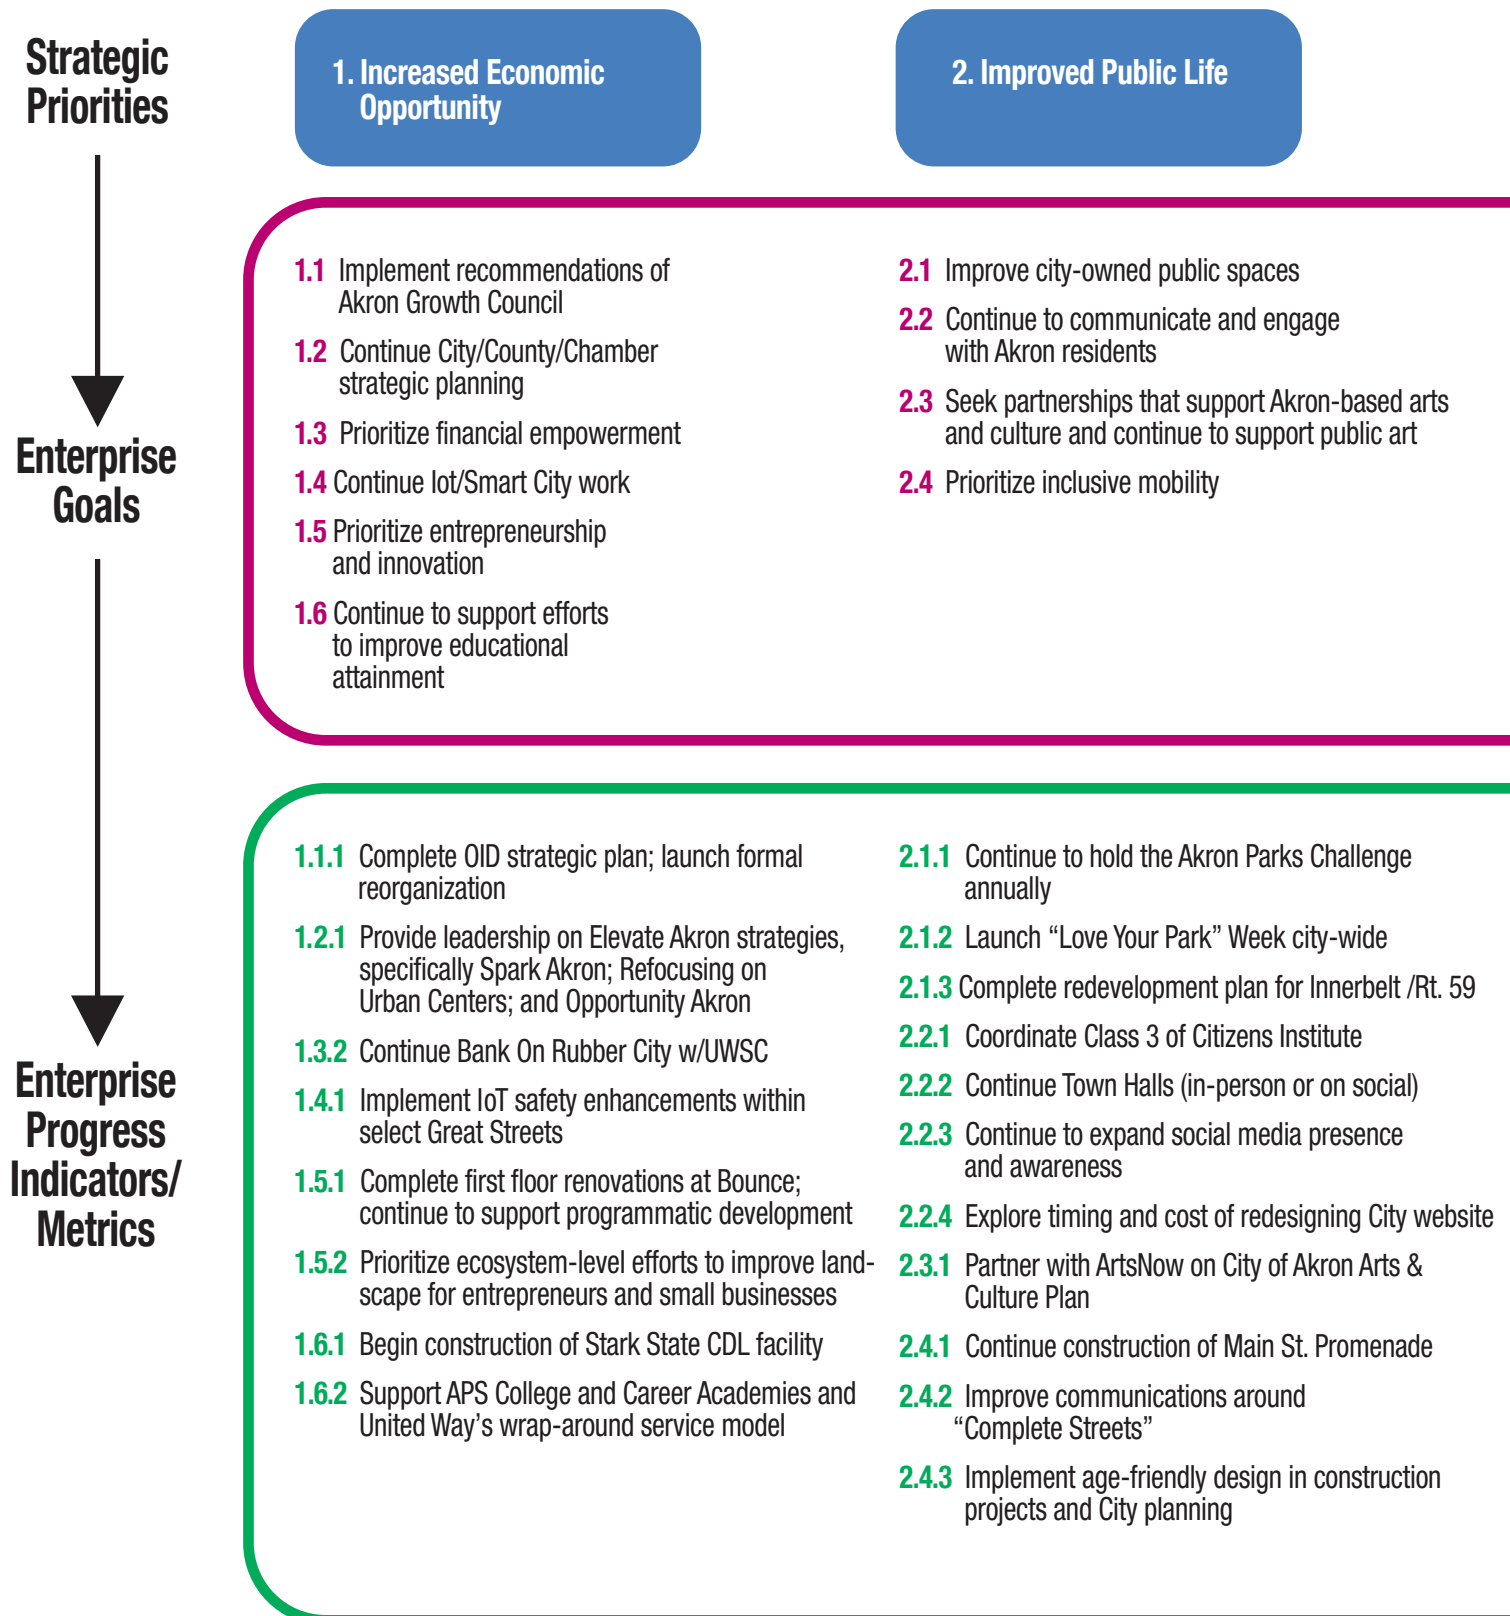 Strategic
Priorities
1. Increased Economic
Opportunity
2. Improved Public Life
Enterprise
Goals
1.1 Implement recommendations of
Akron Growth Council
1.2 Continue City/County/Chamber
strategic planning
1.3 Prioritize financial empowerment
1.4 Continue Iot/Smart City work
1.5 Prioritize entrepreneurship
and innovation
1.6 Continue to support efforts
to improve educational
attainment
2.1 Improve city-owned public spaces
2.2 Continue to communicate and engage
with Akron residents
2.3 Seek partnerships that support Akron-based arts
and culture and continue to support public art
2.4 Prioritize inclusive mobility
Enterprise
Progress
Indicators/
Metrics
1.1.1 Complete OID strategic plan; launch formal
reorganization
1.2.1 Provide leadership on Elevate Akron strategies,
specifically Spark Akron; Refocusing on
Urban Centers; and Opportunity Akron
1.3.2 Continue Bank On Rubber City w/UWSC
1.4.1 Implement IoT safety enhancements within
select Great Streets
1.5.1 Complete first floor renovations at Bounce;
continue to support programmatic development
1.5.2 Prioritize ecosystem-level efforts to improve land-
scape for entrepreneurs and small businesses
1.6.1 Begin construction of Stark State CDL facility
1.6.2 Support APS College and Career Academies and
United Way’s wrap-around service model
2.1.1 Continue to hold the Akron Parks Challenge
annually
2.1.2 Launch “Love Your Park” Week city-wide
2.1.3 Complete redevelopment plan for Innerbelt /Rt. 59
2.2.1 Coordinate Class 3 of Citizens Institute
2.2.2 Continue Town Halls (in-person or on social)
2.2.3 Continue to expand social media presence
and awareness
2.2.4 Explore timing and cost of redesigning City website
2.3.1 Partner with ArtsNow on City of Akron Arts &
Culture Plan
2.4.1 Continue construction of Main St. Promenade
2.4.2 Improve communications around
“Complete Streets”
2.4.3 Implement age-friendly design in construction
projects and City planning